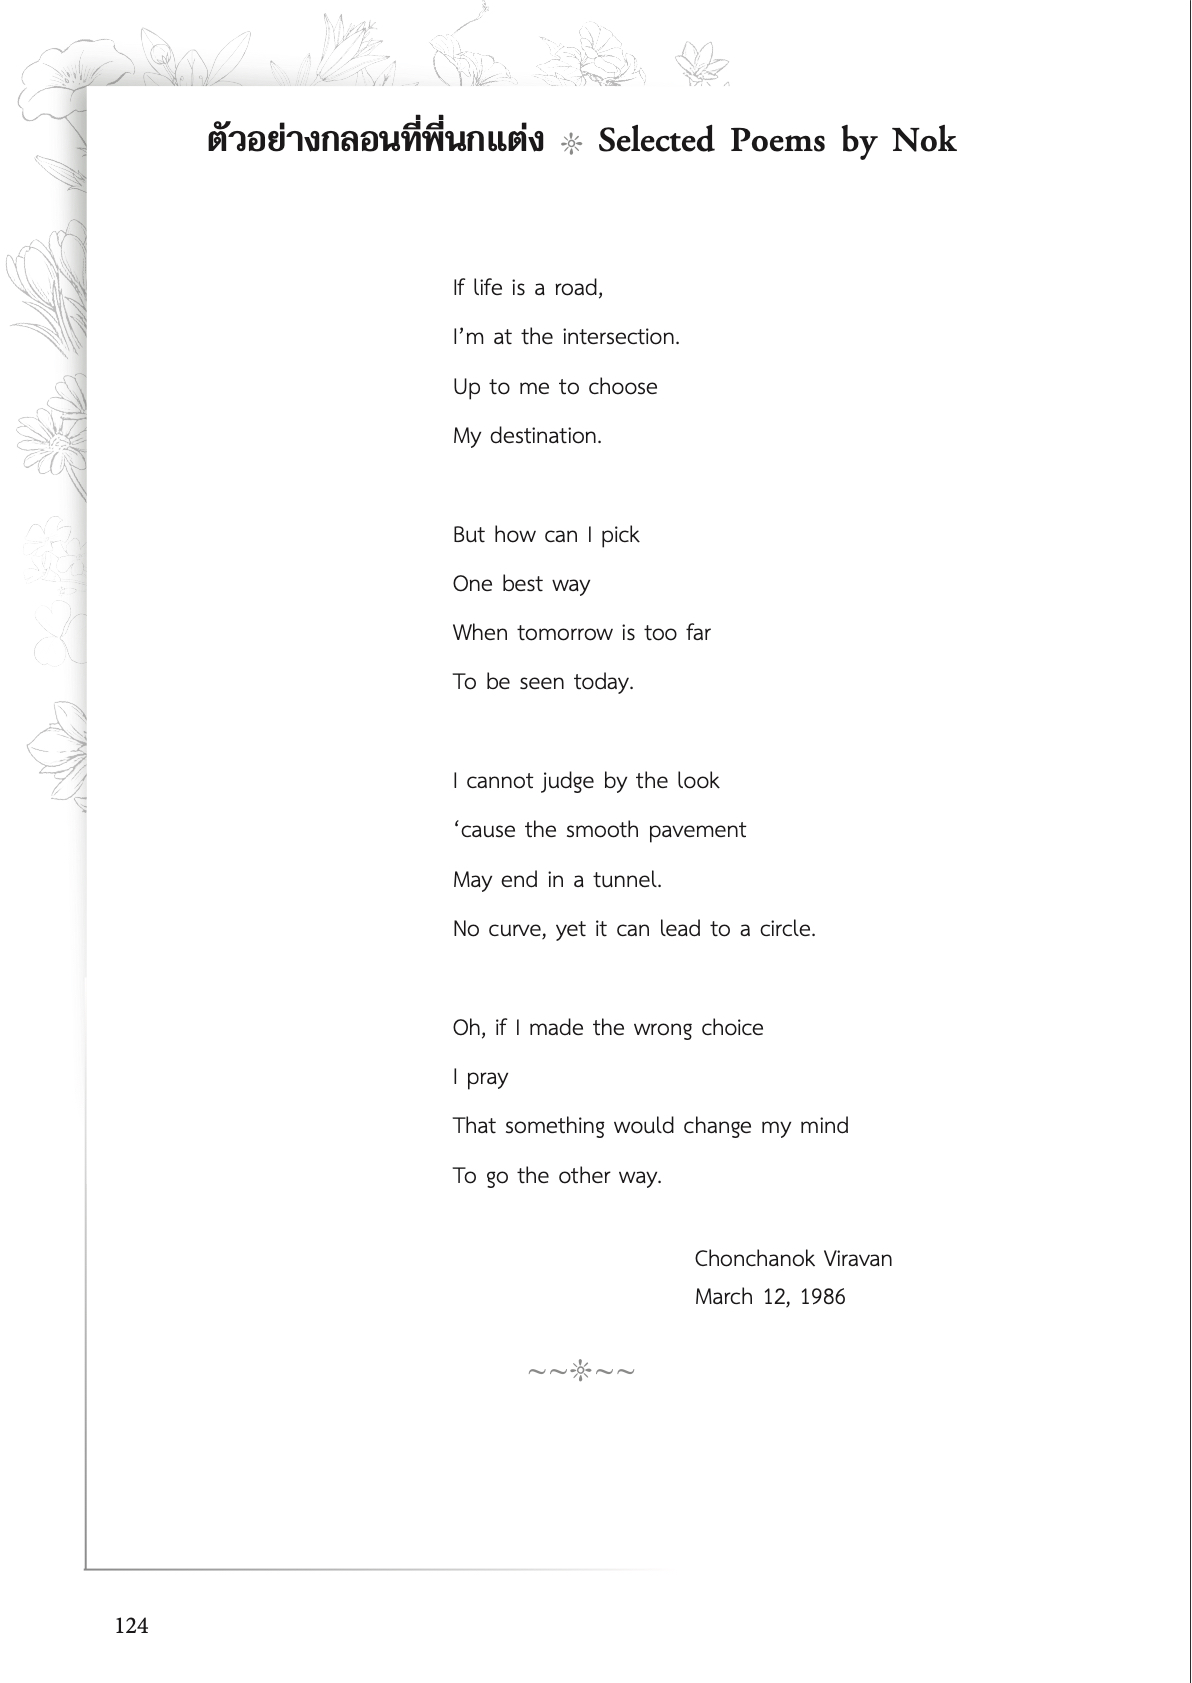 ตัวอย่างกลอนที่พี่นกแต่ง ❊ Selected Poems by Nok
If life is a road,
I’m at the intersection.
Up to me to choose
My destination.
But how can I pick
One best way
When tomorrow is too far
To be seen today.
I cannot judge by the look
‘cause the smooth pavement
May end in a tunnel.
No curve, yet it can lead to a circle.
Oh, if I made the wrong choice
I pray
That something would change my mind
To go the other way.
Chonchanok Viravan
March 12, 1986
~~❊~~
124